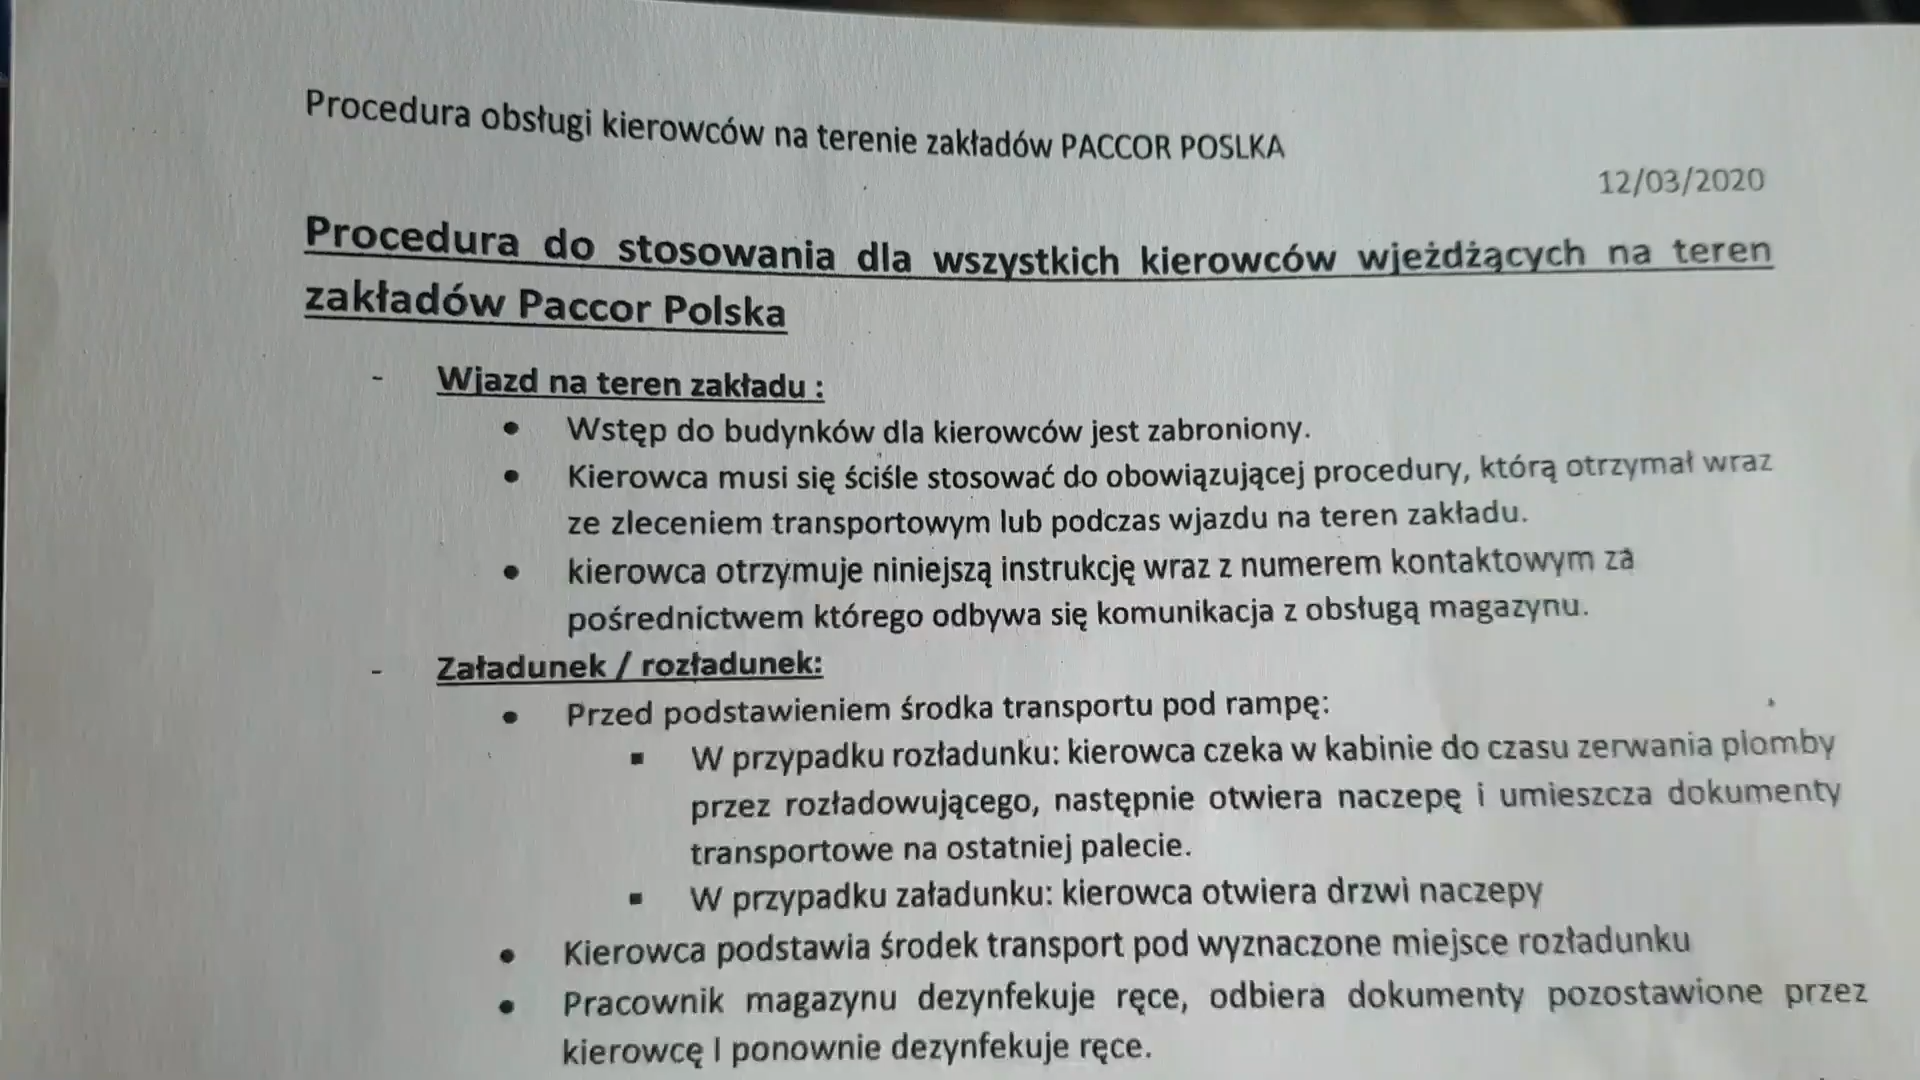 Procedura obsługi kierowców na terenie zakładów PACCOR POSLKA
12/03/2020
Procedura do stosowania dla wszystkich kierowców wjeżdżących na teren
zakładów Paccor Polska
- Wjazd na teren zakładu :
• Wstęp do budynków dla kierowców jest zabroniony.
• Kierowca musi się ściśle stosować do obowiązującej procedury, którą otrzymał wraz
ze zleceniem transportowym lub podczas wjazdu na teren zakładu.
• kierowca otrzymuje niniejszą instrukcję wraz z numerem kontaktowym za
pośrednictwem którego odbywa się komunikacja z obsługą magazynu.
- Załadunek / rozładunek:
• Przed podstawieniem środka transportu pod rampę:
▪ W przypadku rozładunku: kierowca czeka w kabinie do czasu zerwania plomby
przez rozładowującego, następnie otwiera naczepę i umieszcza dokumenty
transportowe na ostatniej palecie.
▪ W przypadku załadunku: kierowca otwiera drzwi naczepy
• Kierowca podstawia środek transport pod wyznaczone miejsce rozładunku
• Pracownik magazynu dezynfekuje ręce, odbiera dokumenty pozostawione przez
kierowcę I ponownie dezynfekuje ręce.